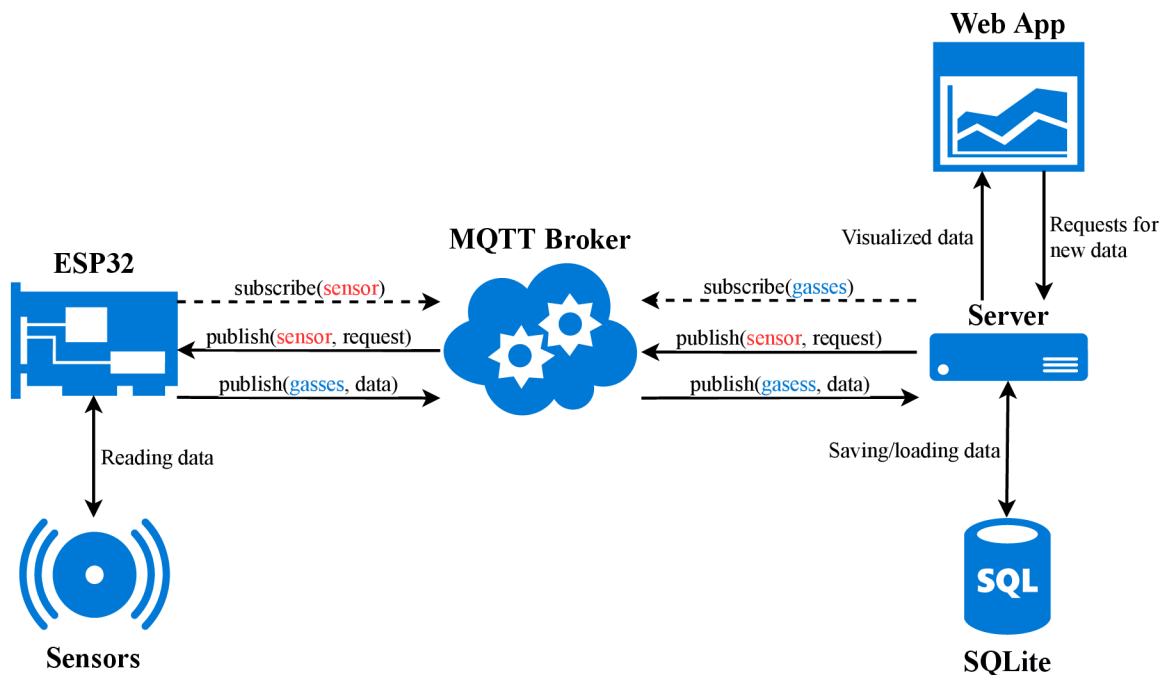 Web App
Visualized data
Requests for
new data
MQTT Broker
ESP32
subscribe(sensor)
subscribe(gasses)
Server
publish(sensor, request)
publish(sensor, request)
publish(gasses, data)
publish(gasess, data)
Reading data
Saving/loading data
SQL
Sensors
SQLite